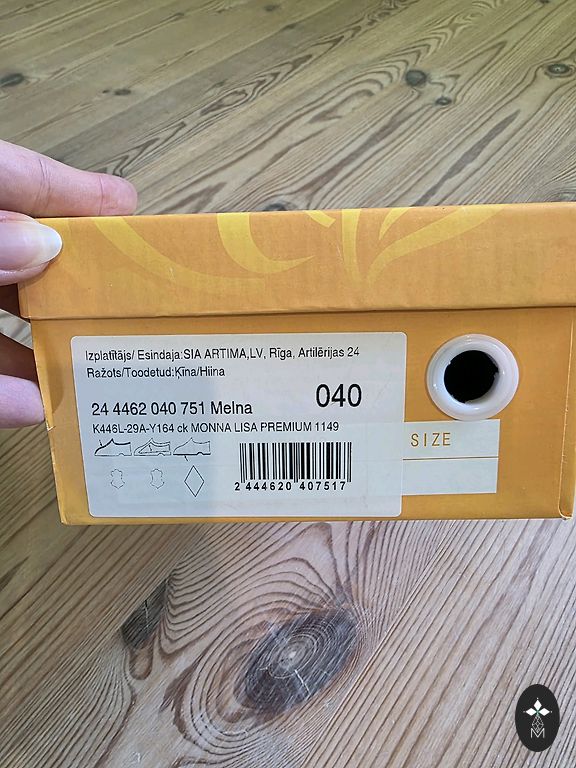 Izplatītājs/ Esindaja:SIA ARTIMA,LV, Rīga, Artilērijas 24
Ražots/Toodetud:Ķīna/Hiina
24 4462 040 751 Melna
040
K446L-29A-Y164 ck MONNA LISA PREMIUM 1149
SIZE
2 444620 407517
M